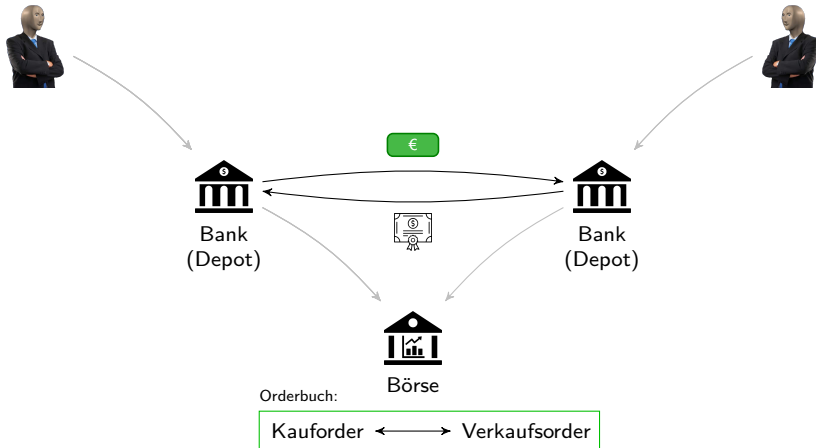 €
Bank
(Depot)
Bank
(Depot)
Börse
Orderbuch:
Kauforder Verkaufsorder